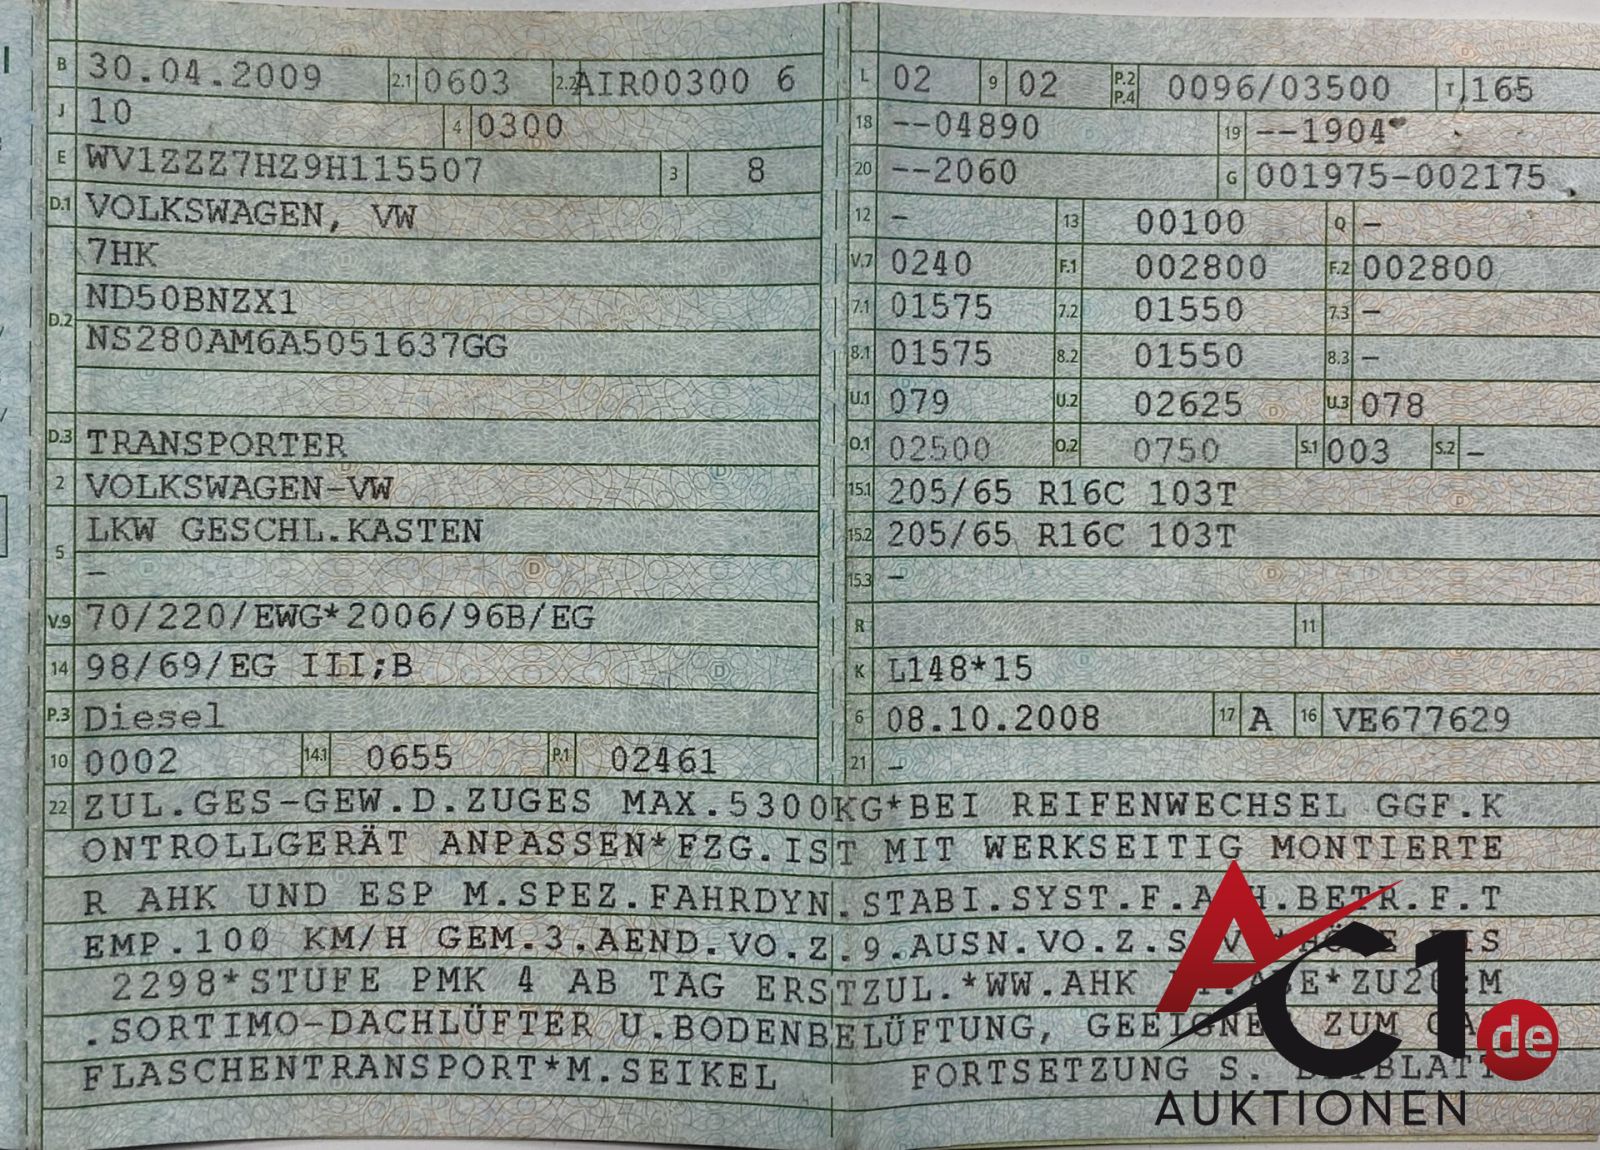 B 30.04.2009 2.1 0603 2.2 AIR00300 6
J 10 4 0300
E WV1ZZZ7HZ9H115507 3 8
D.1 VOLKSWAGEN, VW
7HK
D.2 ND50BNZX1
NS280AM6A5051637GG
D.3 TRANSPORTER
2 VOLKSWAGEN-VW
5 LKW GESCHL.KASTEN
–
V.9 70/220/EWG*2006/96B/EG
14 98/69/EG III;B
P.3 Diesel
10 0002 14.1 0655 P.1 02461
L 02 9 02 P.2 P.4 0096/03500 T 165
18 --04890 19 --1904
20 --2060 G 001975-002175
12 – 13 00100 Q –
V.7 0240 F.1 002800 F.2 002800
7.1 01575 7.2 01550 7.3 –
8.1 01575 8.2 01550 8.3 –
U.1 079 U.2 02625 U.3 078
O.1 02500 O.2 0750 S.1 003 S.2 –
15.1 205/65 R16C 103T
15.2 205/65 R16C 103T
15.3 –
R 11
K L148*15
6 08.10.2008 17 A 16 VE677629
21 –
22 ZUL.GES-GEW.D.ZUGES MAX.5300KG*BEI REIFENWECHSEL GGF.K
ONTROLLGERÄT ANPASSEN*FZG.IST MIT WERKSEITIG MONTIERTE
R AHK UND ESP M.SPEZ.FAHRDYN.STABI.SYST.F.A H.BETR.F.T
EMP.100 KM/H GEM.3.AEND.VO.Z.9.AUSN.VO.Z.S
2298*STUFE PMK 4 AB TAG ERSTZUL.*WW.AHK
.SORTIMO-DACHLÜFTER U.BODENBELÜFTUNG, ZUM
FLASCHENTRANSPORT*M.SEIKEL FORTSETZUNG S.
AC1.de
AUKTIONEN